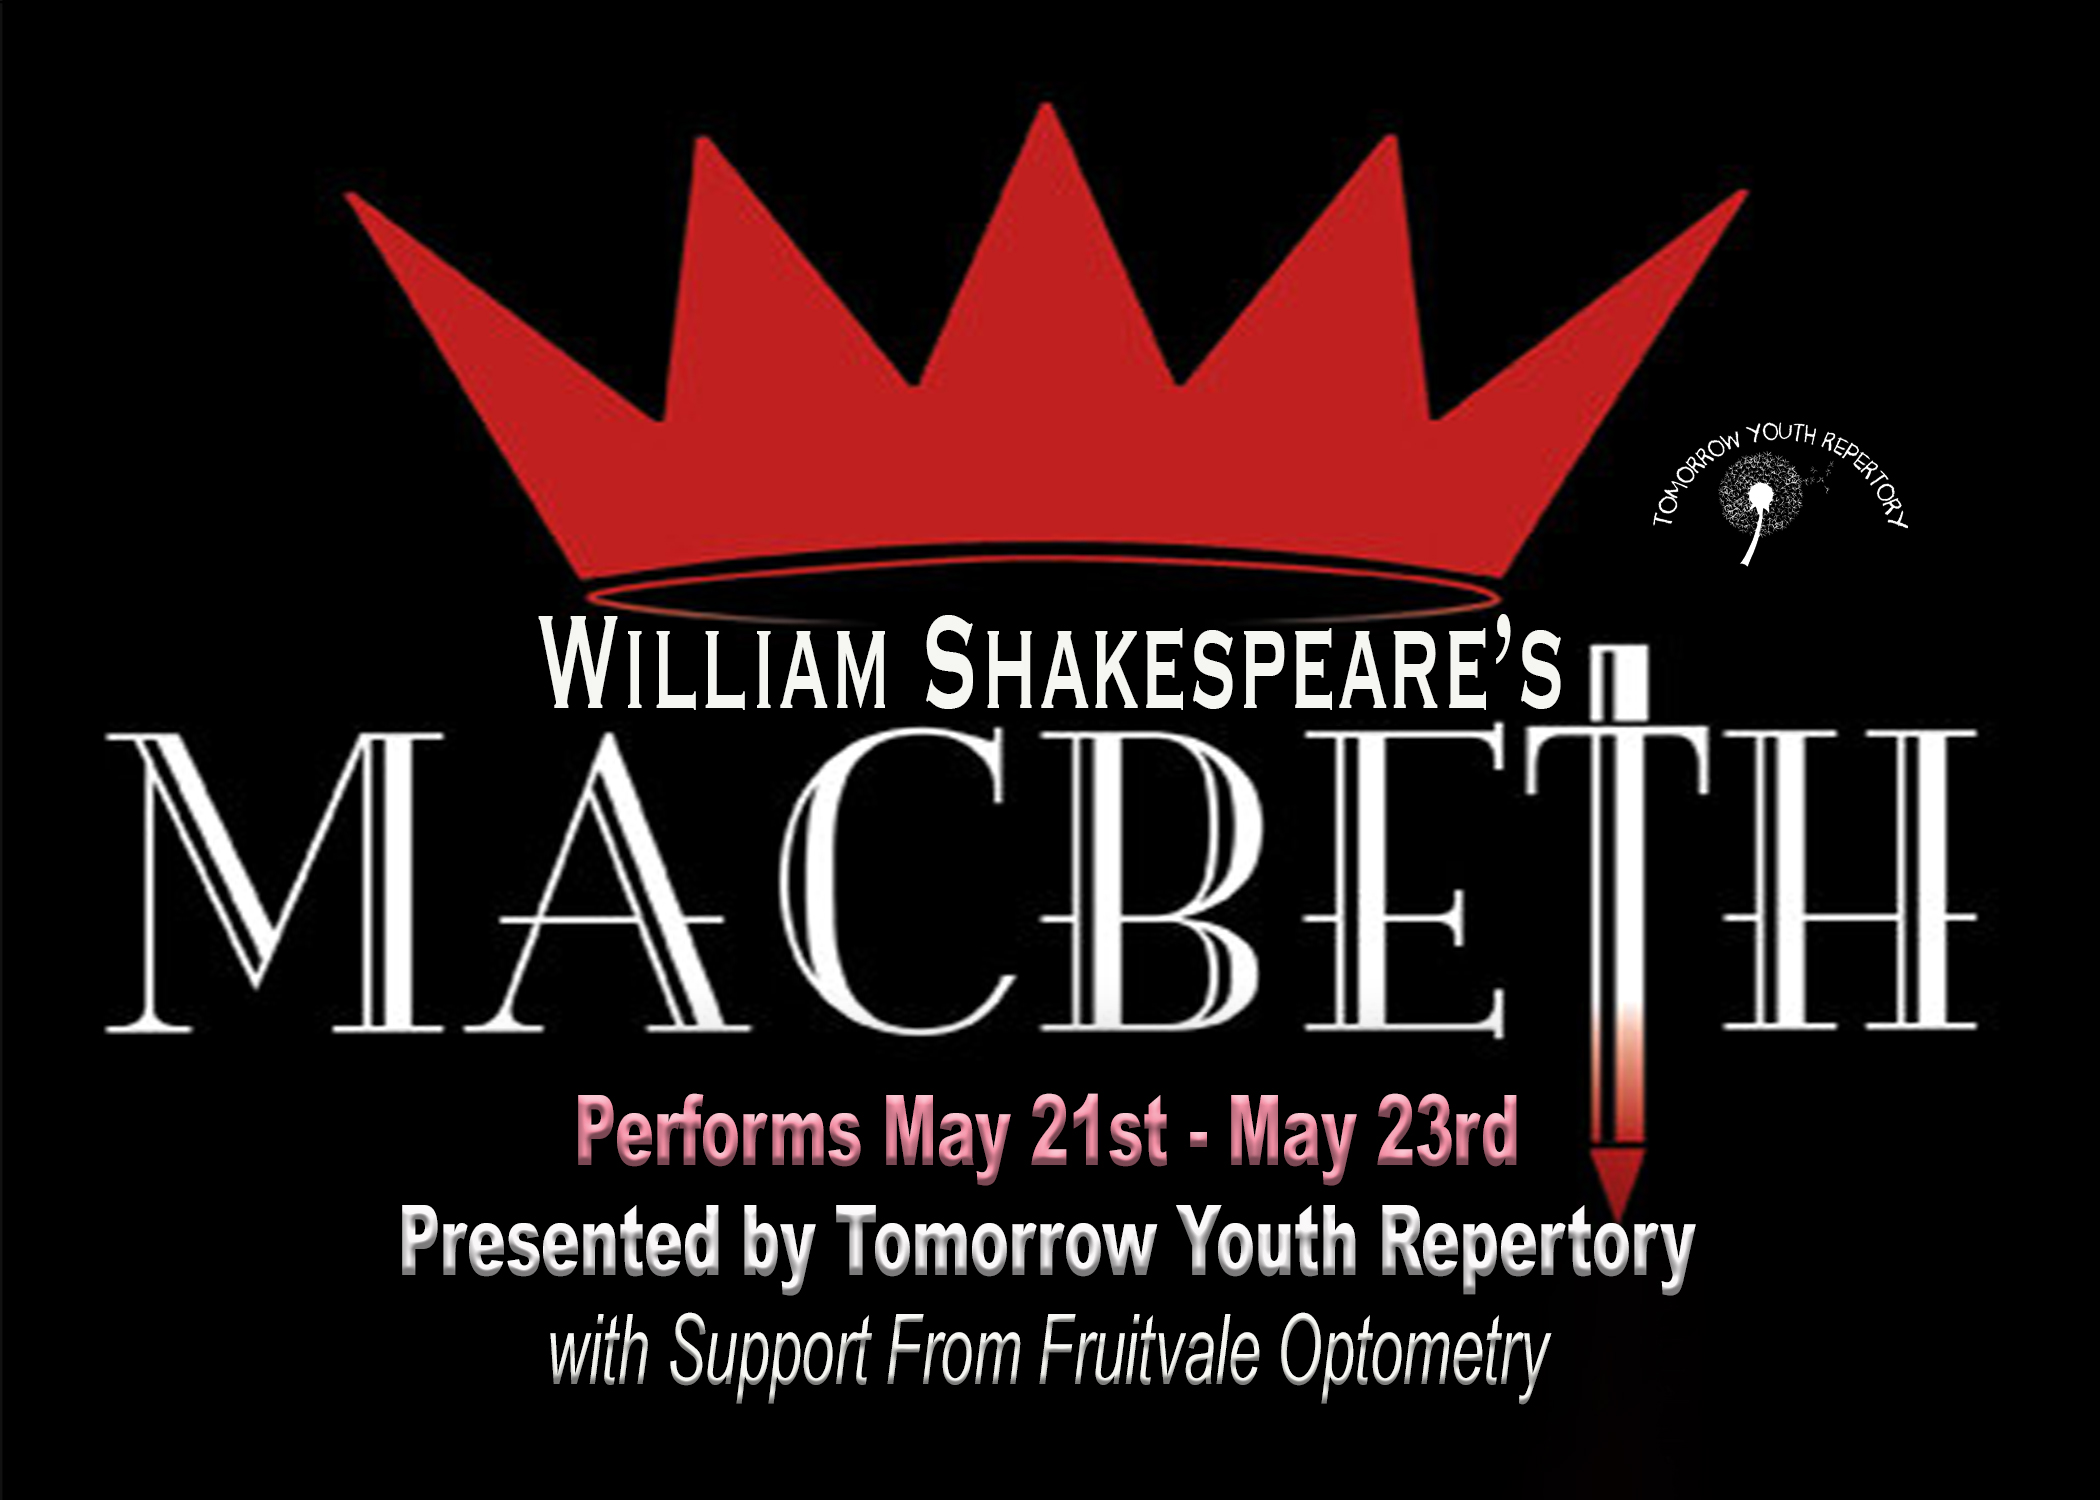 TOMORROW YOUTH REPERTORY
WILLIAM SHAKESPEARE'S
MACBETH
Performs May 21st - May 23rd
Presented by Tomorrow Youth Repertory
with Support From Fruitvale Optometry